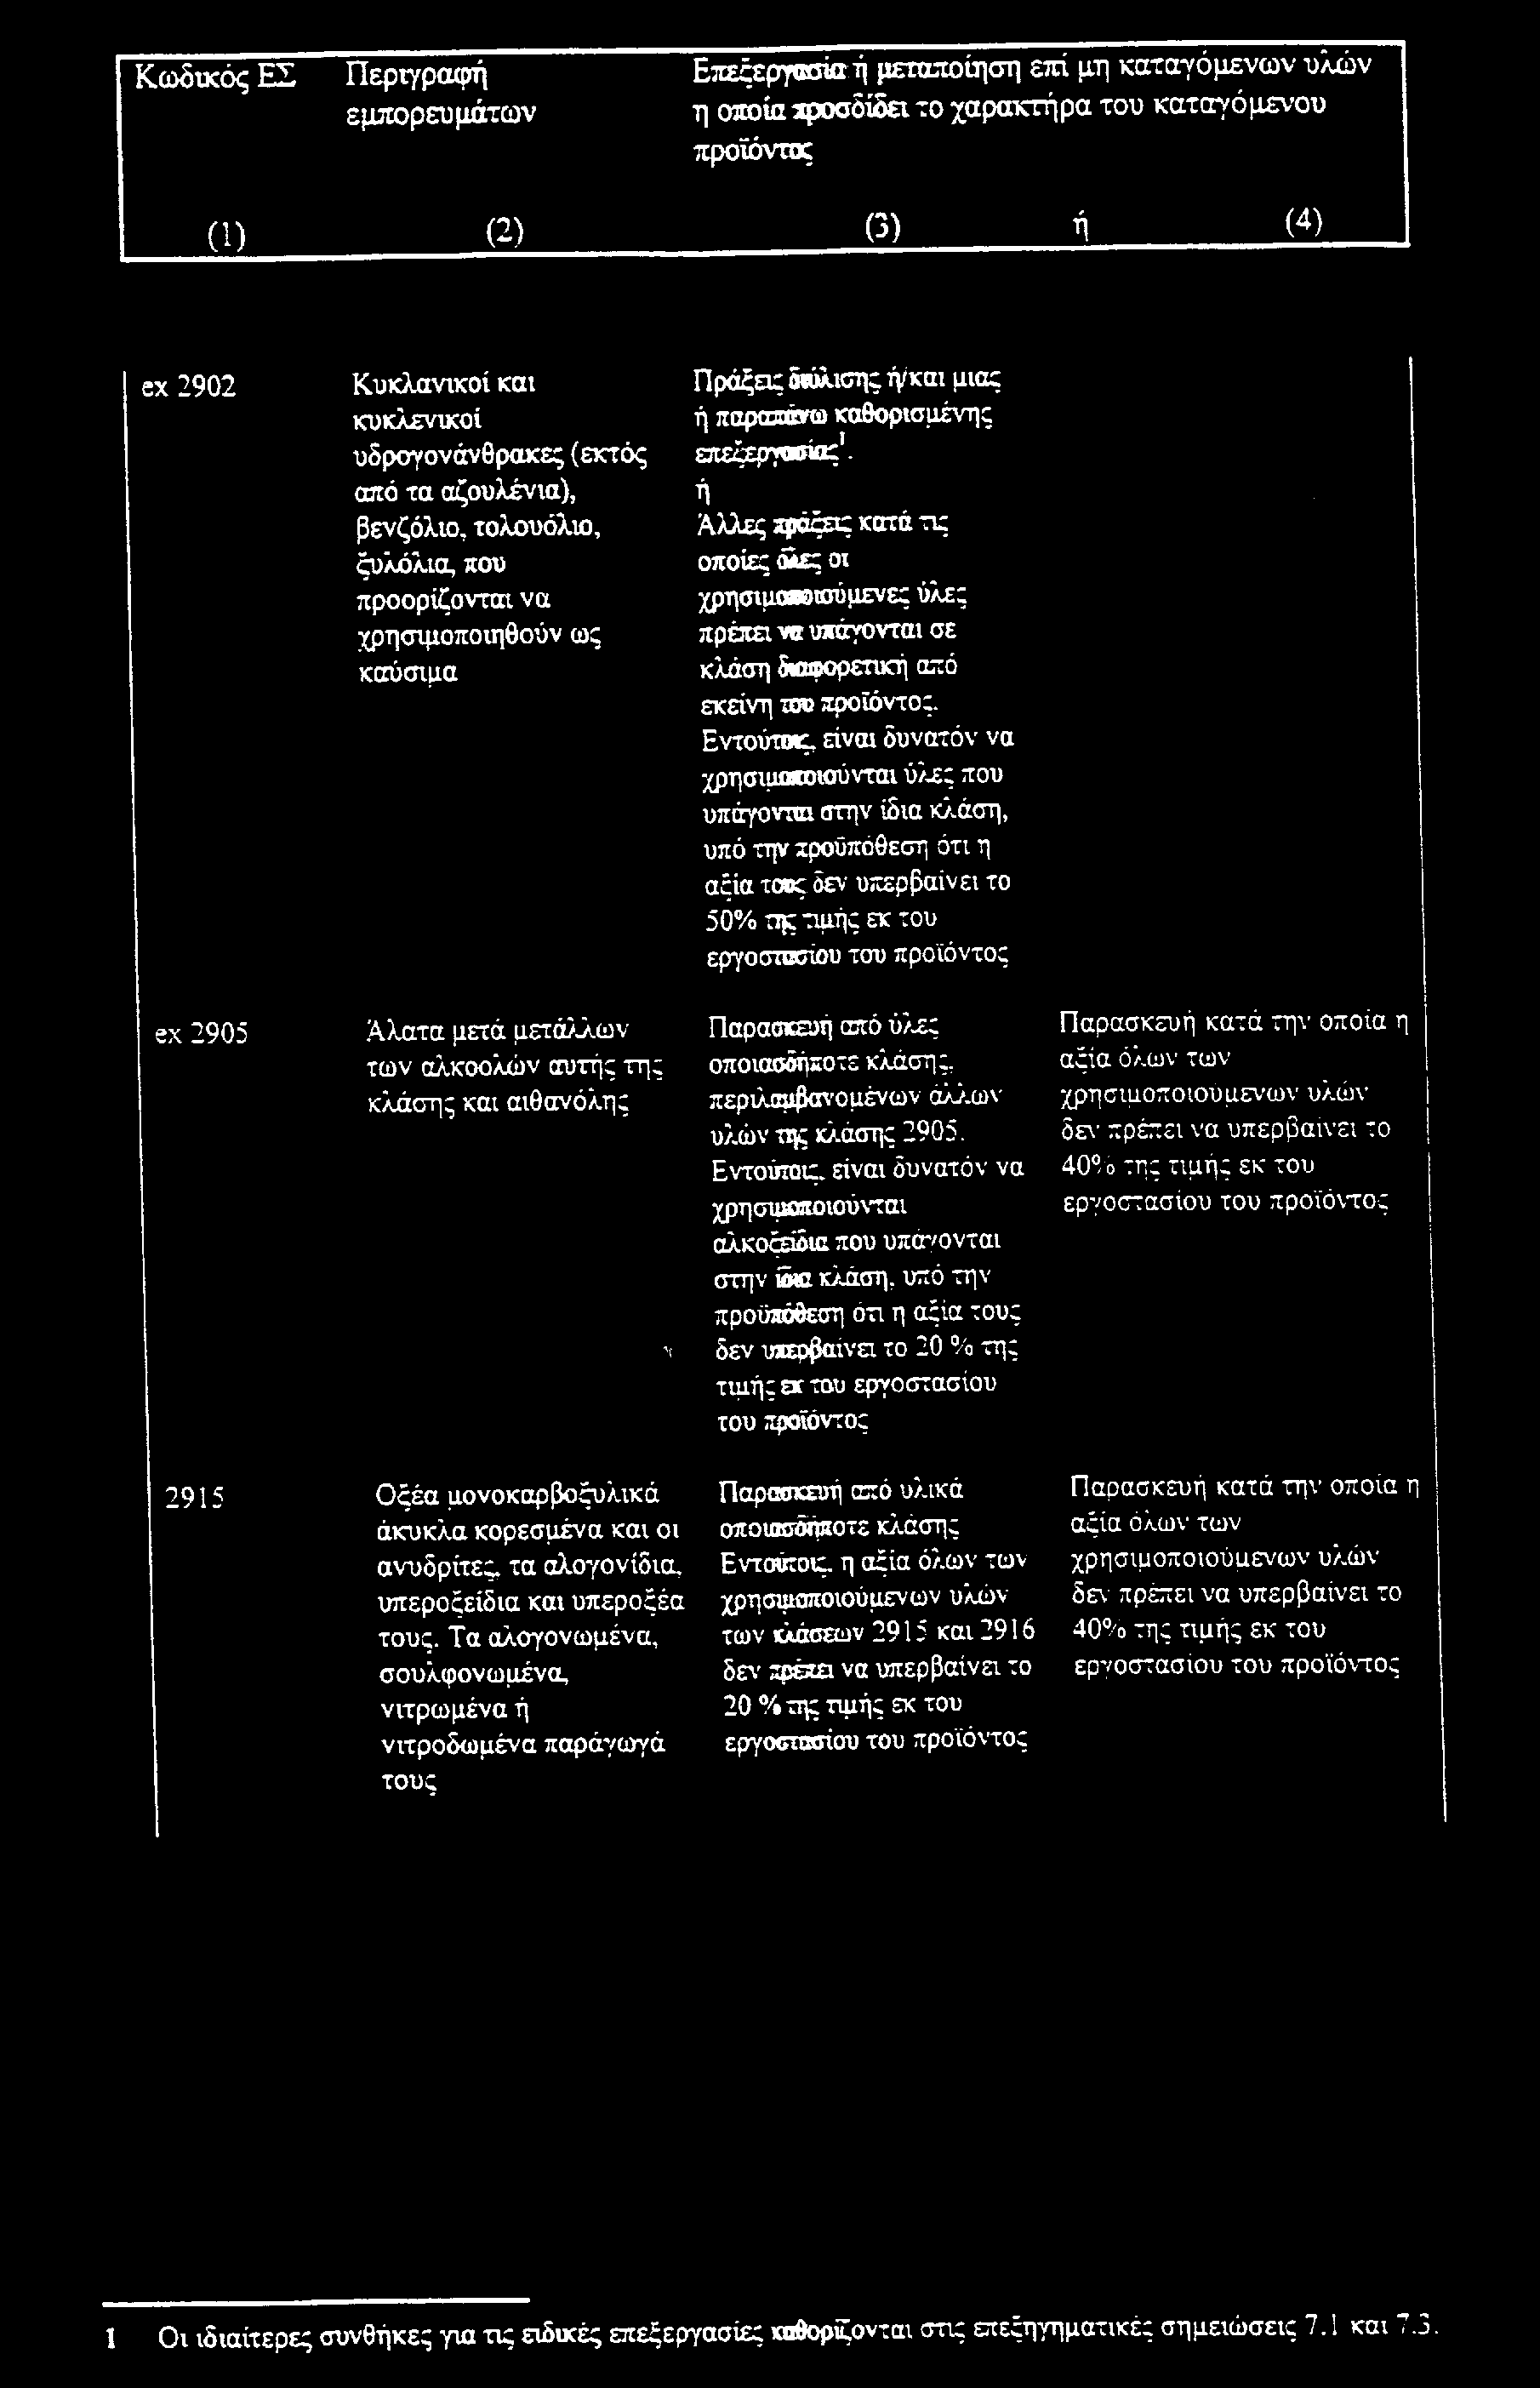 Κωδικός ΕΣ
Περιγραφή
εμπορευμάτων
Επεξεργασία ή μεταποίηση επί μη καταγόμενων υλών
η οποία προσδίδει το χαρακτήρα του καταγόμενου
προϊόντος
(1)
(2)
(3)
ή
(4)
ex 2902
Κυκλανικοί και
κυκλενικοί
υδρογονάνθρακες (εκτός
από τα αζουλένια),
βενζόλιο, τολουόλιο,
ξυλόλια, που
προορίζονται να
χρησιμοποιηθούν ως
καύσιμα
Πράξεις διύλισης ή/και μιας
ή παραπάνω καθορισμένης
επεξεργασίας1.
ή
Άλλες πράξεις κατά τις
οποίες όλες οι
χρησιμοποιούμενες ύλες
πρέπει να υπάγονται σε
κλάση διαφορετική από
εκείνη του προϊόντος.
Εντούτοις, είναι δυνατόν να
χρησιμοποιούνται ύλες που
υπάγονται στην ίδια κλάση,
υπό την προϋπόθεση ότι η
αξία τους δεν υπερβαίνει το
50% της τιμής εκ του
εργοστασίου του προϊόντος
ex 2905
Άλατα μετά μετάλλων
των αλκοολών αυτής της
κλάσης και αιθανόλης
Παρασκευή από ύλες
οποιασδήποτε κλάσης,
περιλαμβανομένων άλλων
υλών της κλάσης 2905.
Εντούτοις, είναι δυνατόν να
χρησιμοποιούνται
αλκοξείδια που υπάγονται
στην ίδια κλάση, υπό την
προϋπόθεση ότι η αξία τους
δεν υπερβαίνει το 20 % της
τιμής εκ του εργοστασίου
του προϊόντος
Παρασκευή κατά την οποία η
αξία όλων των
χρησιμοποιούμενων υλών
δεν πρέπει να υπερβαίνει το
40% της τιμής εκ του
εργοστασίου του προϊόντος
2915
Οξέα μονοκαρβοξυλικά
άκυκλα κορεσμένα και οι
ανυδρίτες, τα αλογονίδια,
υπεροξείδια και υπεροξέα
τους. Τα αλογονωμένα,
σουλφονωμένα,
νιτρωμένα ή
νιτροδωμένα παράγωγά
τους
Παρασκευή από υλικά
οποιασδήποτε κλάσης
Εντούτοις, η αξία όλων των
χρησιμοποιούμενων υλών
των κλάσεων 2915 και 2916
δεν πρέπει να υπερβαίνει το
20 % της τιμής εκ του
εργοστασίου του προϊόντος
Παρασκευή κατά την οποία η
αξία όλων των
χρησιμοποιούμενων υλών
δεν πρέπει να υπερβαίνει το
40% της τιμής εκ του
εργοστασίου του προϊόντος
1 Οι ιδιαίτερες συνθήκες για τις ειδικές επεξεργασίες καθορίζονται στις επεξηγηματικές σημειώσεις 7.1 και 7.3.